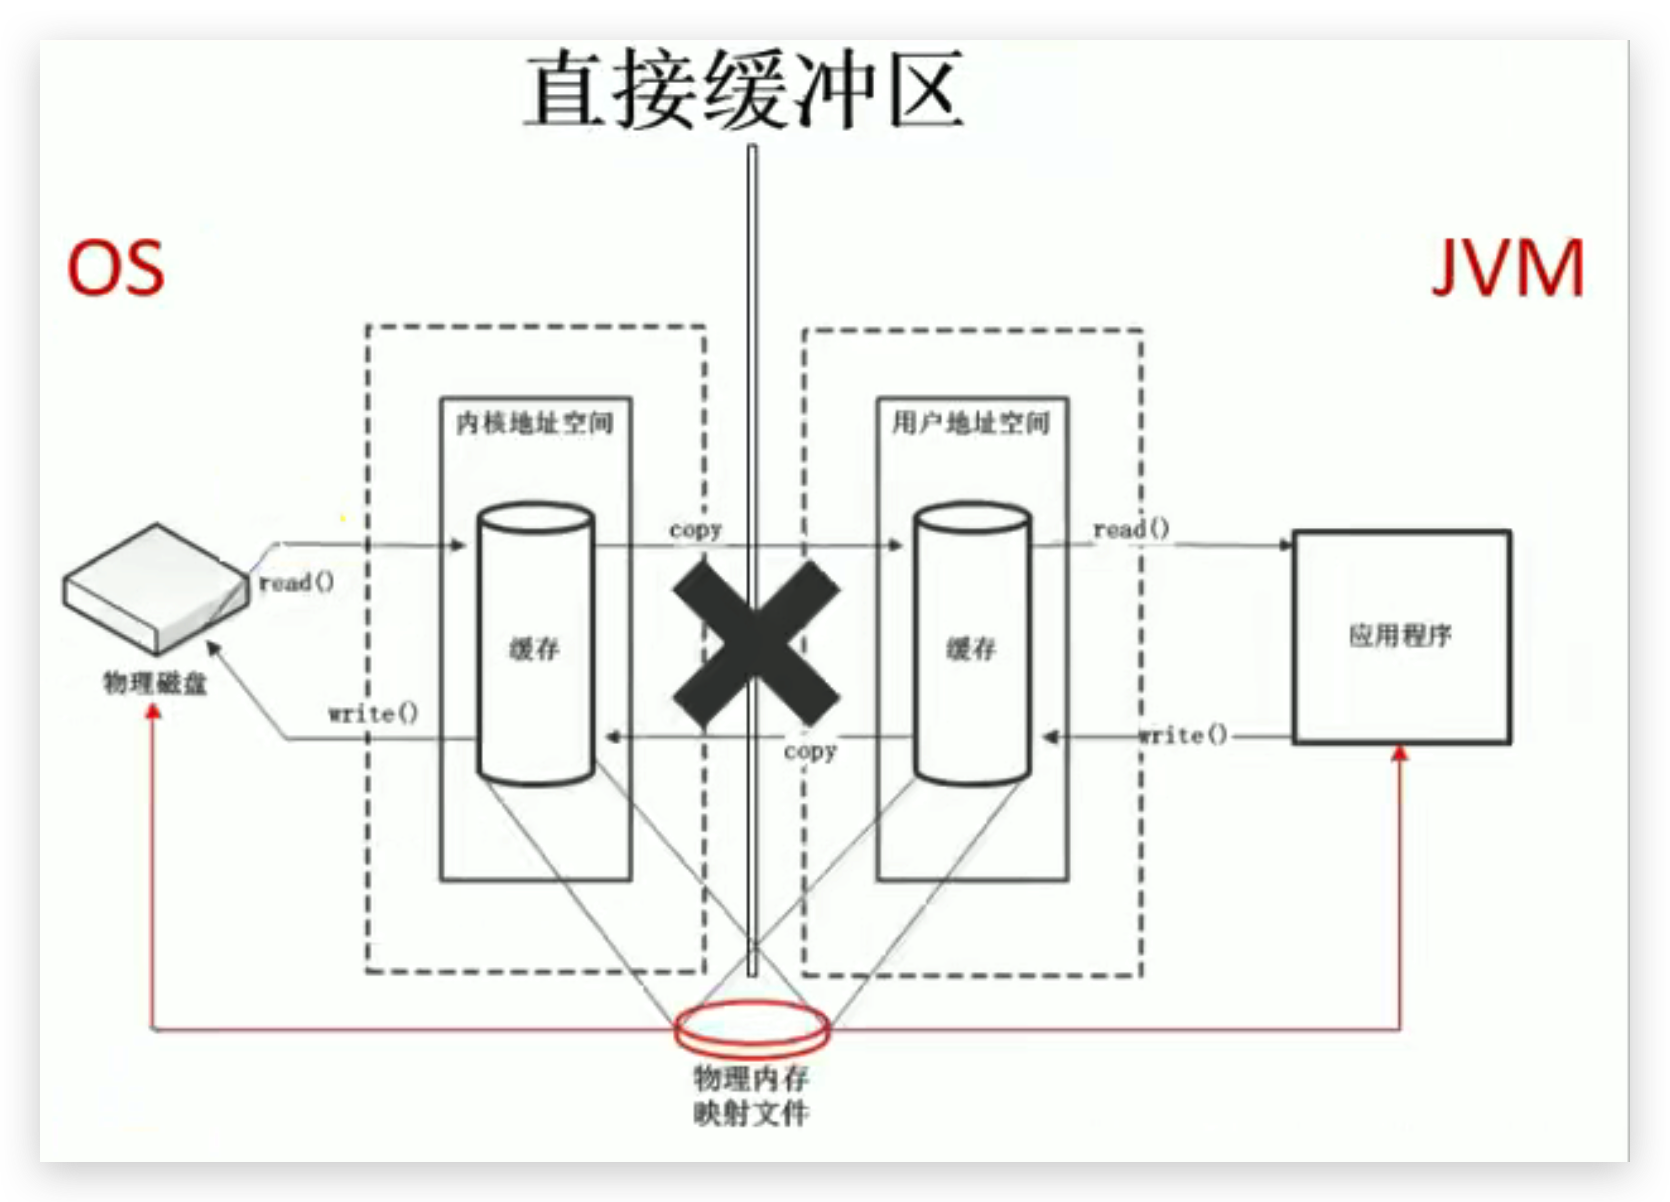 直接缓冲区
OS
JVM
内核地址空间
用户地址空间
copy
read()
read()
缓存
缓存
应用程序
物理磁盘
write()
write()
copy
物理内存
映射文件